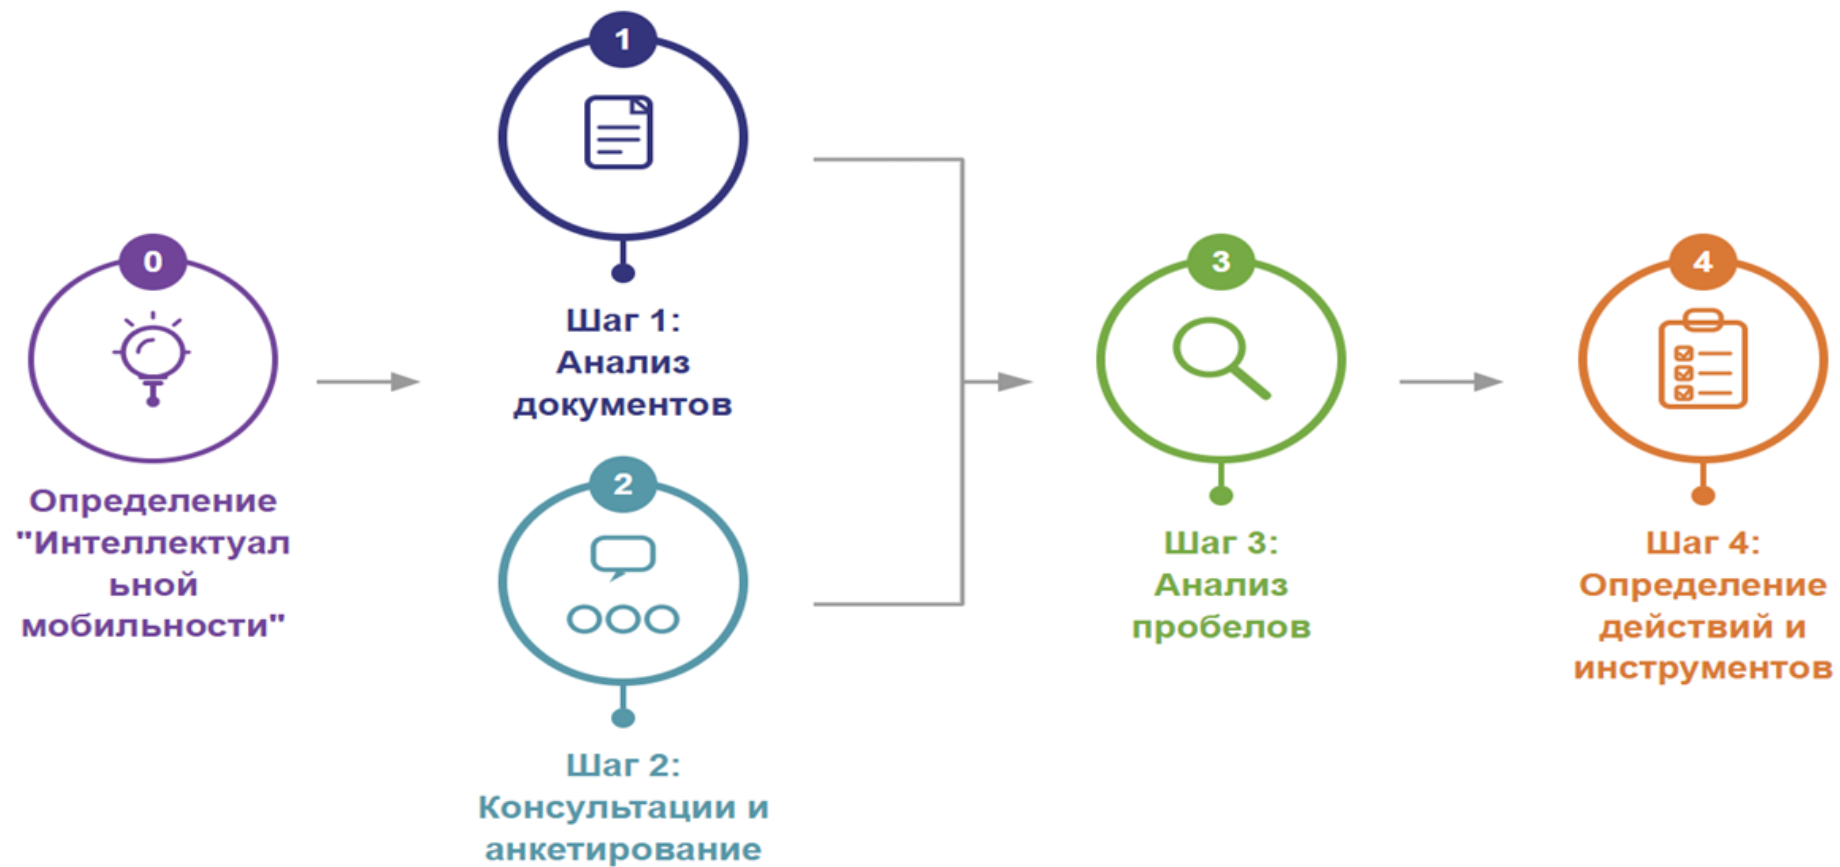 0
Определение
"Интеллектуал
ьной
мобильности"
1
Шаг 1:
Анализ
документов
2
Шаг 2:
Консультации и
анкетирование
3
Шаг 3:
Анализ
пробелов
4
Шаг 4:
Определение
действий и
инструментов